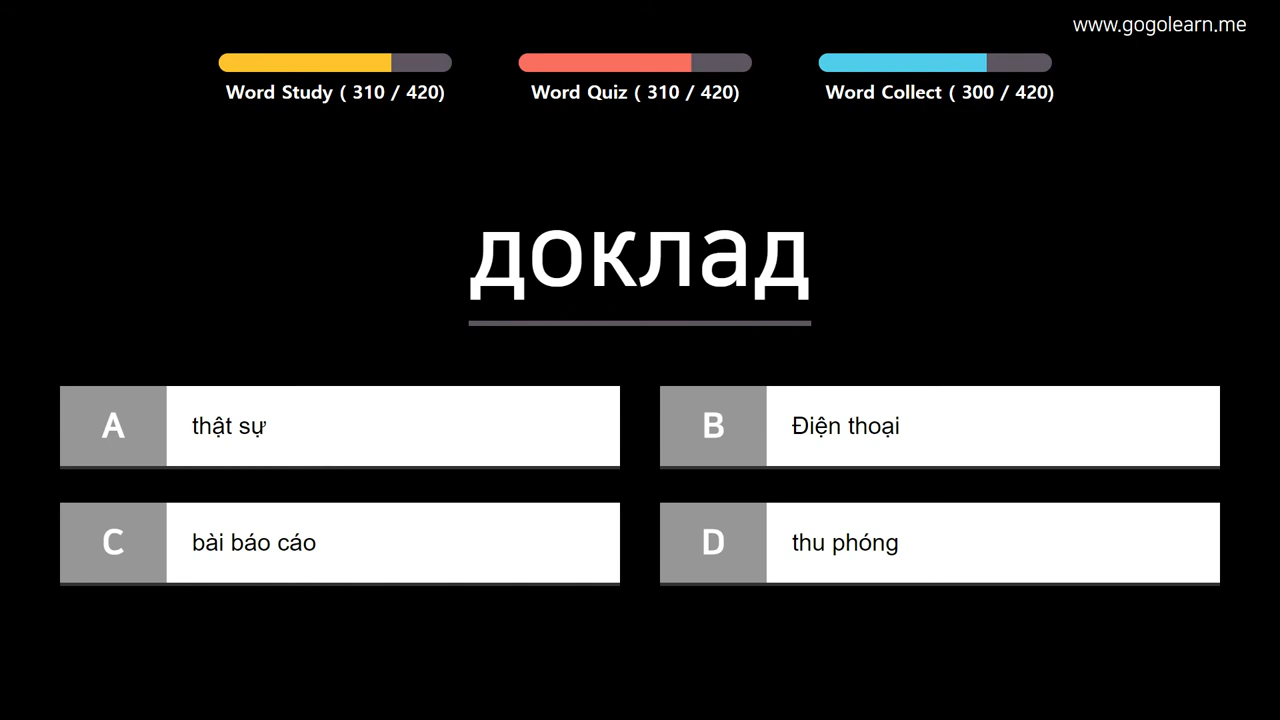 www.gogolearn.me
Word Study ( 310 / 420)
Word Quiz ( 310 / 420)
Word Collect ( 300 / 420)
доклад
A thật sự
B Điện thoại
C bài báo cáo
D thu phóng